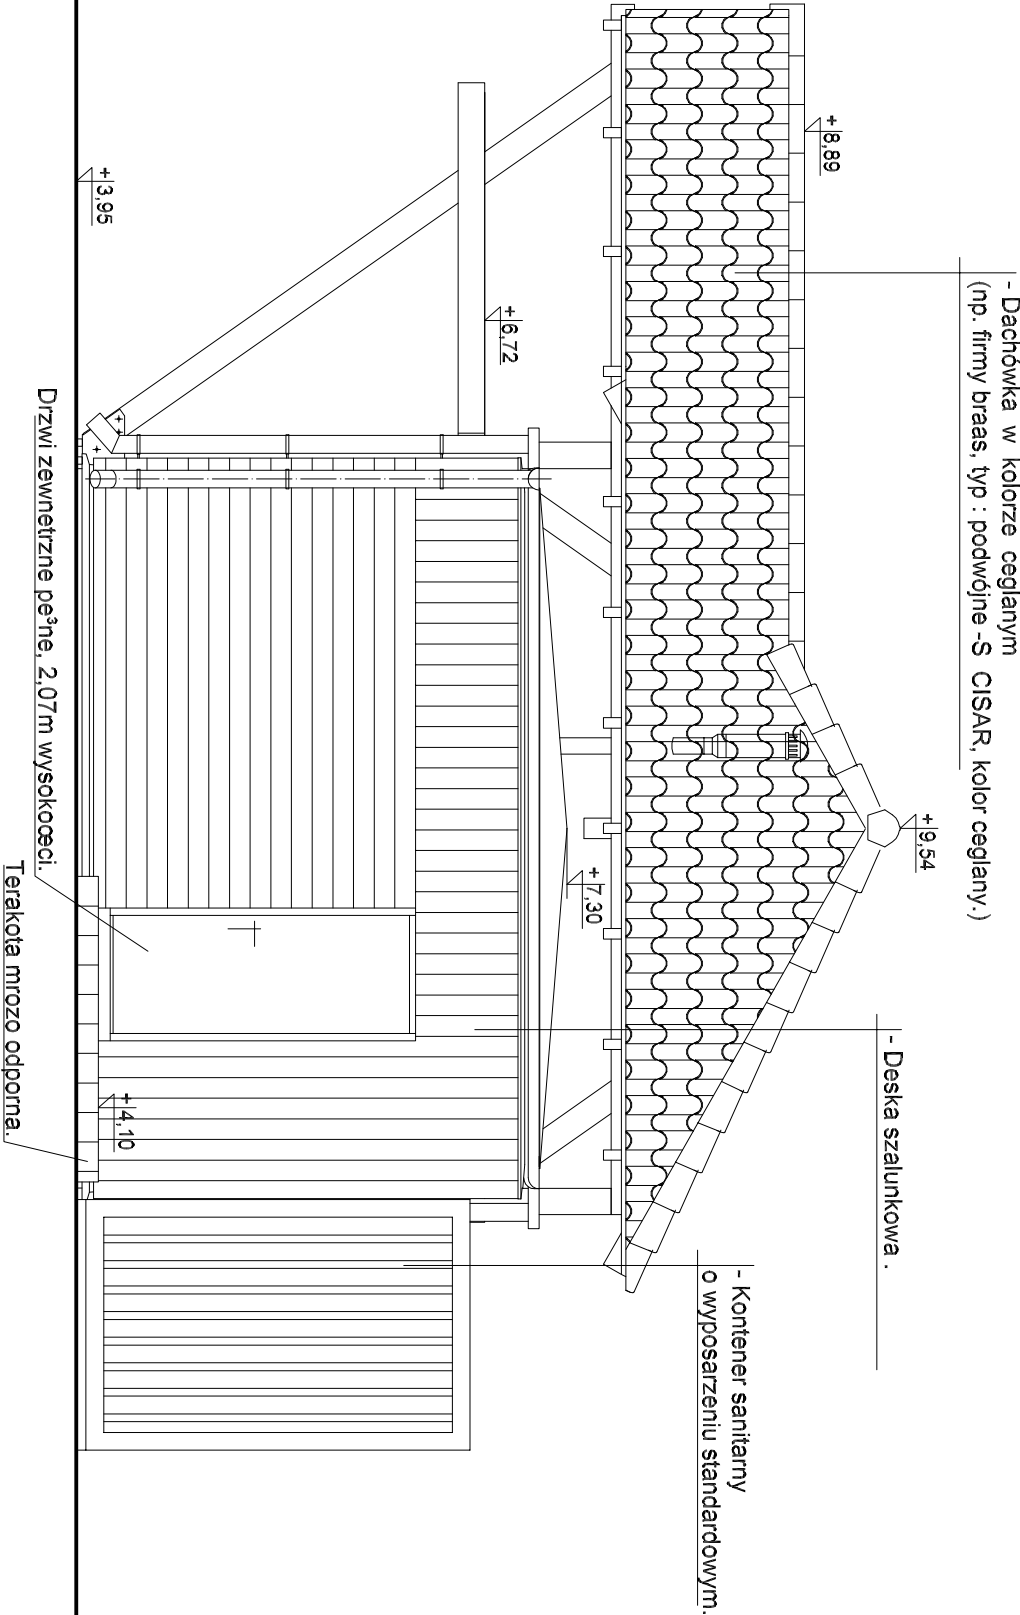 - Dachówka w kolorze ceglanym
(np. firmy braas, typ : podwójne -S CISAR, kolor ceglany.)
+ 9,54
+ 8,89
- Deska szalunkowa .
+ 7,30
- Kontener sanitarny
o wyposarzeniu standardowym.
+ 6,72
+ 4,10
+ 3,95
Drzwi zewnetrzne pe³ne, 2,07m wysokoœci.
Terakota mrozo odporna.